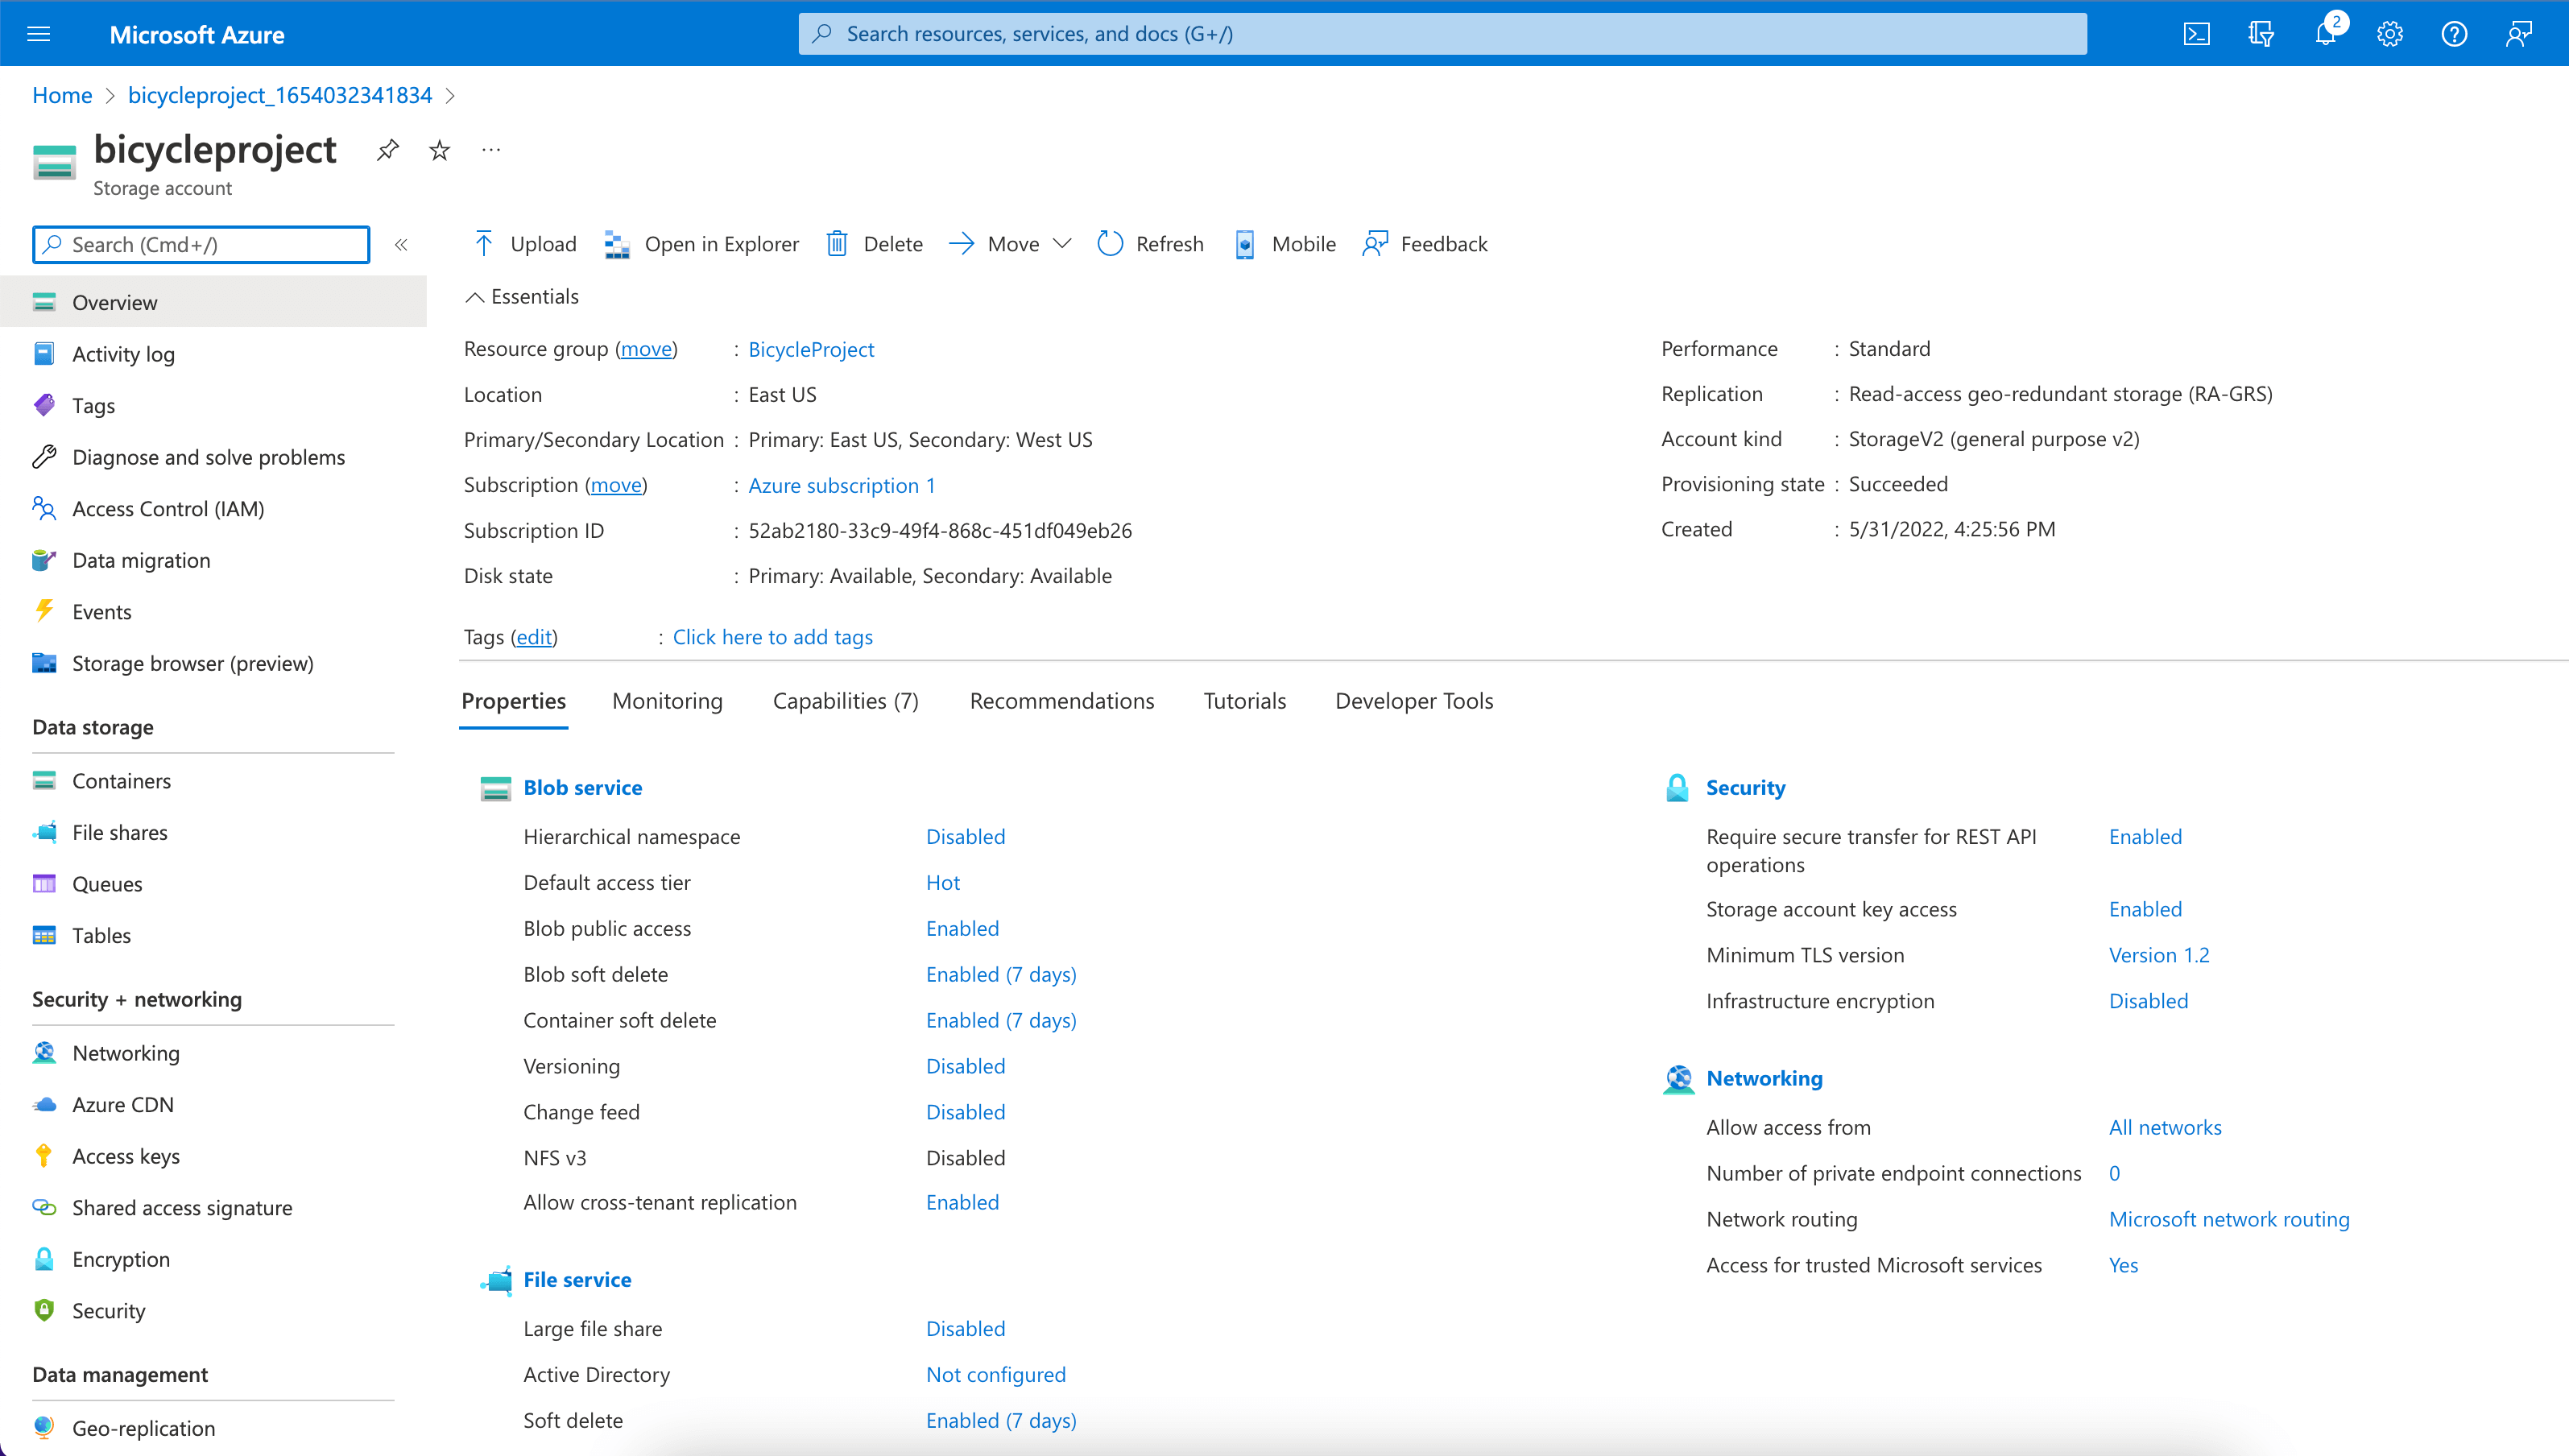 Microsoft Azure
Search resources, services, and docs (G+/)
2
Home > bicycleproject_1654032341834 >
bicycleproject
Storage account
Search (Cmd+/)
«
Overview
Activity log
Tags
Diagnose and solve problems
Access Control (IAM)
Data migration
Events
Storage browser (preview)
Data storage
Containers
File shares
Queues
Tables
Security + networking
Networking
Azure CDN
Access keys
Shared access signature
Encryption
Security
Data management
Geo-replication
Upload Open in Explorer Delete Move Refresh Mobile Feedback
Essentials
Resource group (move) : BicycleProject
Location : East US
Primary/Secondary Location : Primary: East US, Secondary: West US
Subscription (move) : Azure subscription 1
Subscription ID : 52ab2180-33c9-49f4-868c-451df049eb26
Disk state : Primary: Available, Secondary: Available
Performance : Standard
Replication : Read-access geo-redundant storage (RA-GRS)
Account kind : StorageV2 (general purpose v2)
Provisioning state : Succeeded
Created : 5/31/2022, 4:25:56 PM
Tags (edit) : Click here to add tags
Properties Monitoring Capabilities (7) Recommendations Tutorials Developer Tools
Blob service
Hierarchical namespace Disabled
Default access tier Hot
Blob public access Enabled
Blob soft delete Enabled (7 days)
Container soft delete Enabled (7 days)
Versioning Disabled
Change feed Disabled
NFS v3 Disabled
Allow cross-tenant replication Enabled
File service
Large file share Disabled
Active Directory Not configured
Soft delete Enabled (7 days)
Security
Require secure transfer for REST API Enabled
operations
Storage account key access Enabled
Minimum TLS version Version 1.2
Infrastructure encryption Disabled
Networking
Allow access from All networks
Number of private endpoint connections 0
Network routing Microsoft network routing
Access for trusted Microsoft services Yes